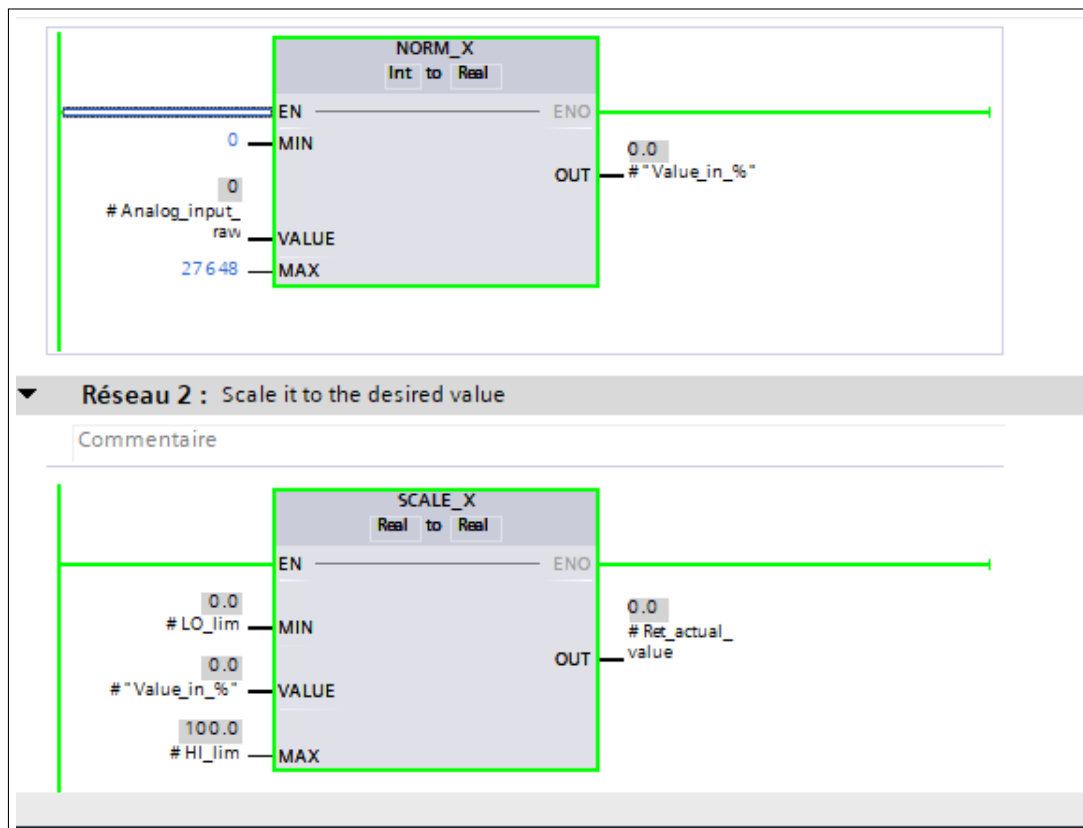 NORM_X
Int to Real
EN ENO
0 MIN
0.0
OUT #"Value_in_%"
0
#Analog_input_
raw VALUE
27648 MAX
Réseau 2 : Scale it to the desired value
Commentaire
SCALE_X
Real to Real
EN ENO
0.0
#LO_lim MIN
0.0
#Ret_actual_
OUT value
0.0
#"Value_in_%" VALUE
100.0
#HI_lim MAX